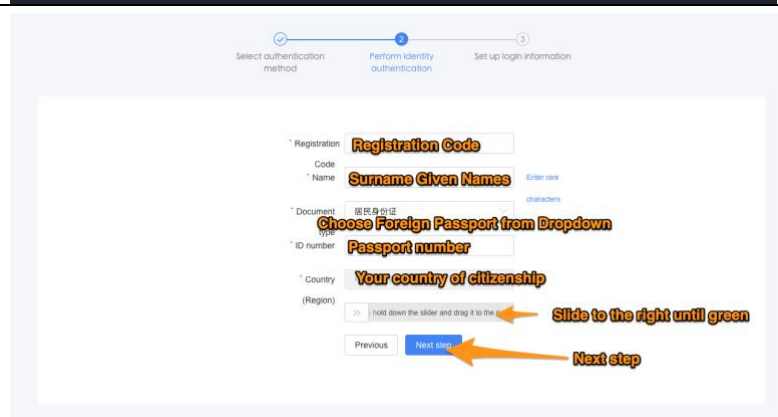 2
3
Select authentication method
Perform identity authentication
Set up login information
* Registration Code
Registration Code
* Name
Surname Given Names
Enter rare characters
* Document type
居民身份证
Choose Foreign Passport from Dropdown
* ID number
Passport number
* Country (Region)
Your country of citizenship
hold down the slider and drag it to the
Slide to the right until green
Previous
Next step
Next step